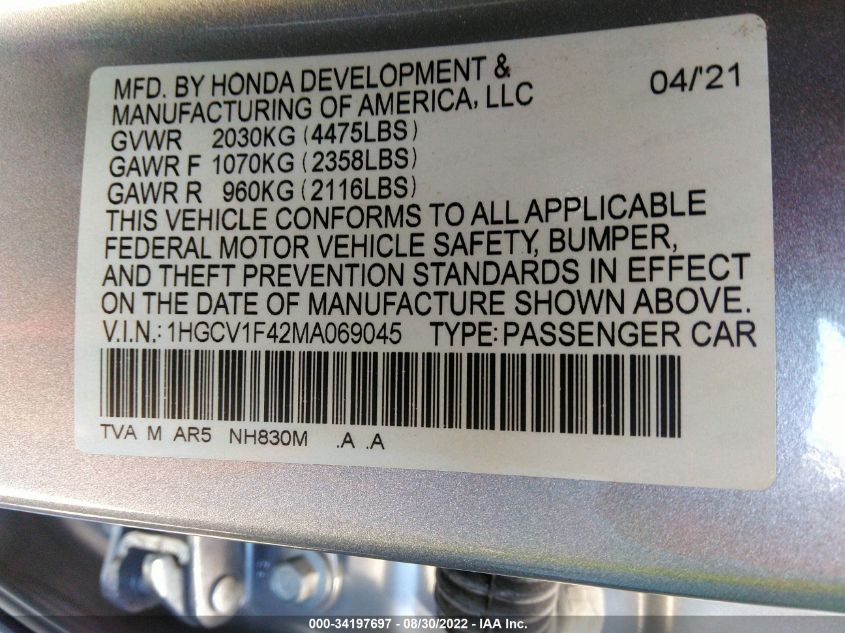 MFD. BY HONDA DEVELOPMENT & 04/'21
MANUFACTURING OF AMERICA, LLC
GVWR 2030KG (4475LBS)
GAWR F 1070KG (2358LBS)
GAWR R 960KG (2116LBS)
THIS VEHICLE CONFORMS TO ALL APPLICABLE
FEDERAL MOTOR VEHICLE SAFETY, BUMPER,
AND THEFT PREVENTION STANDARDS IN EFFECT
ON THE DATE OF MANUFACTURE SHOWN ABOVE.
V.I.N.: 1HGCV1F42MA069045 TYPE: PASSENGER CAR
TVA M AR5 NH830M .A .A
000-34197697 - 08/30/2022 - IAA Inc.